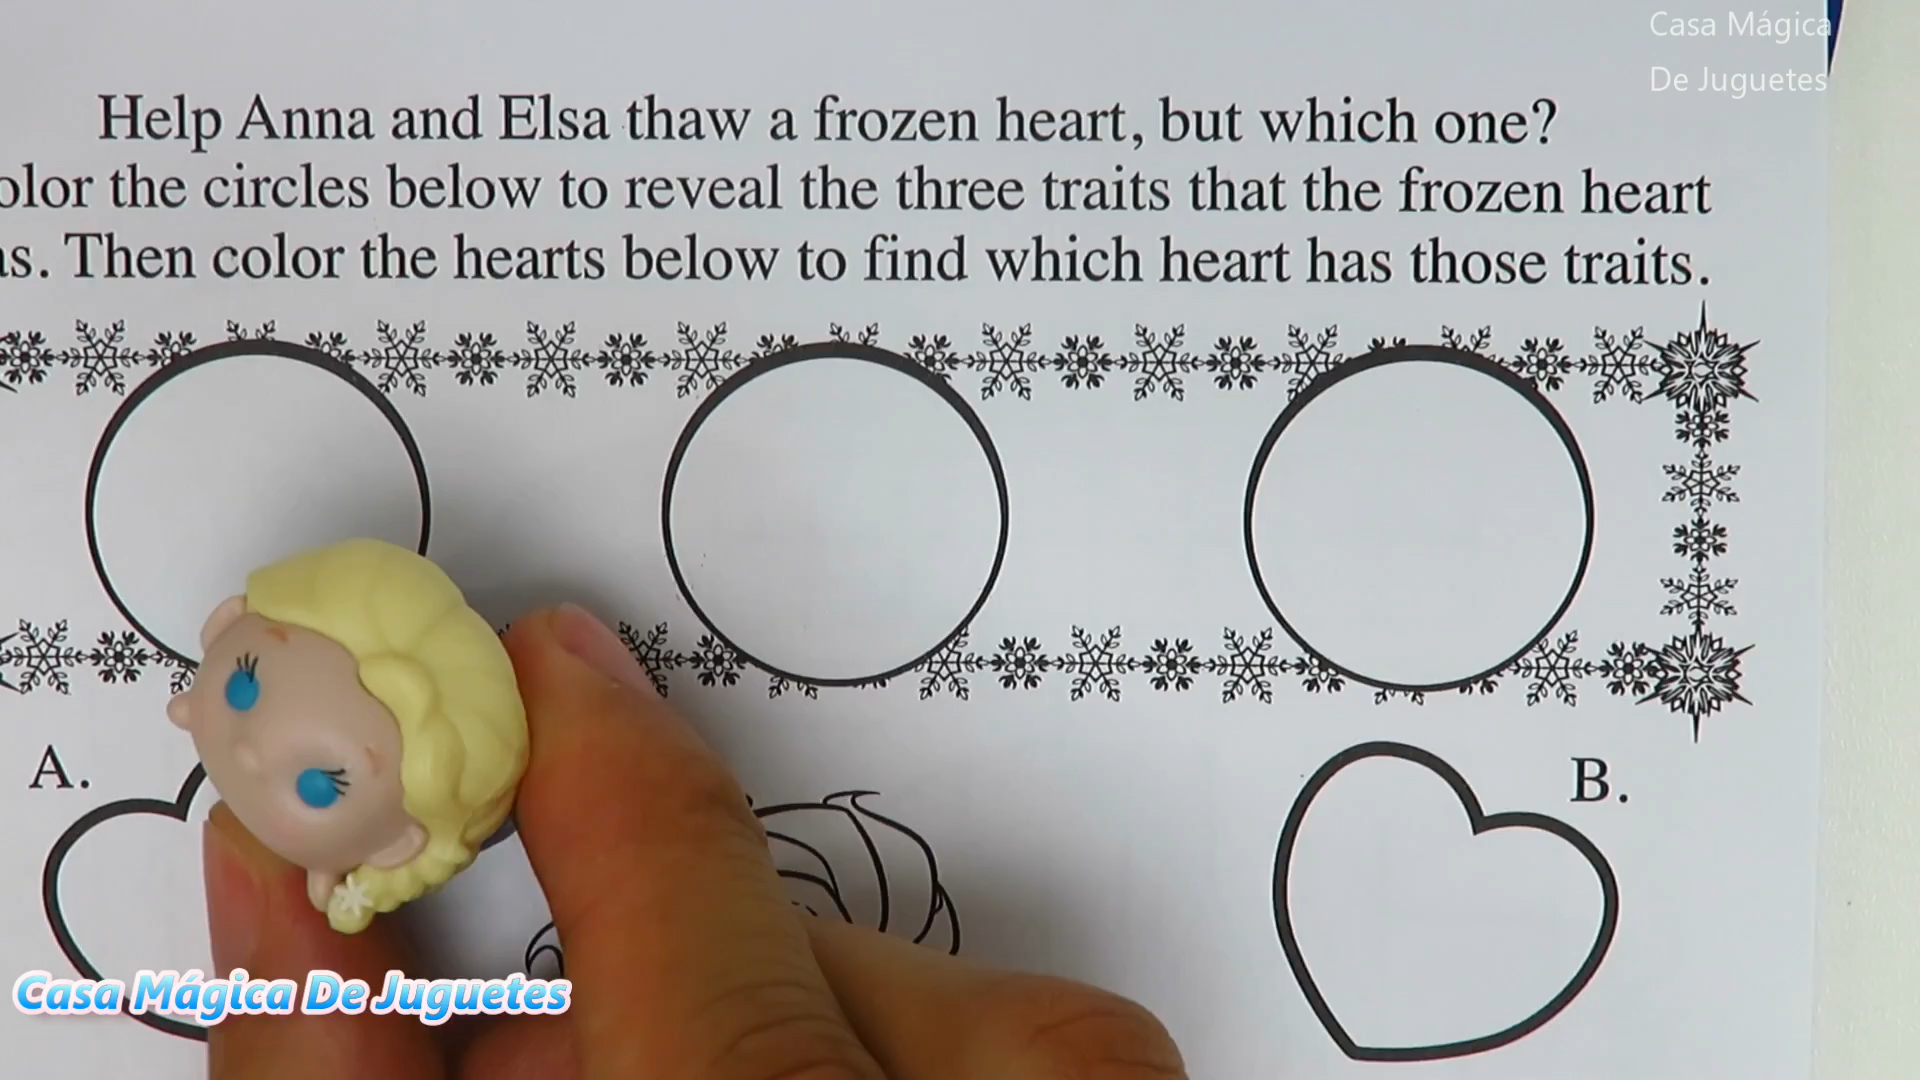 Casa Mágica
De Juguetes
Help Anna and Elsa thaw a frozen heart, but which one?
olor the circles below to reveal the three traits that the frozen heart
as. Then color the hearts below to find which heart has those traits.
A.
B.
Casa Mágica De Juguetes